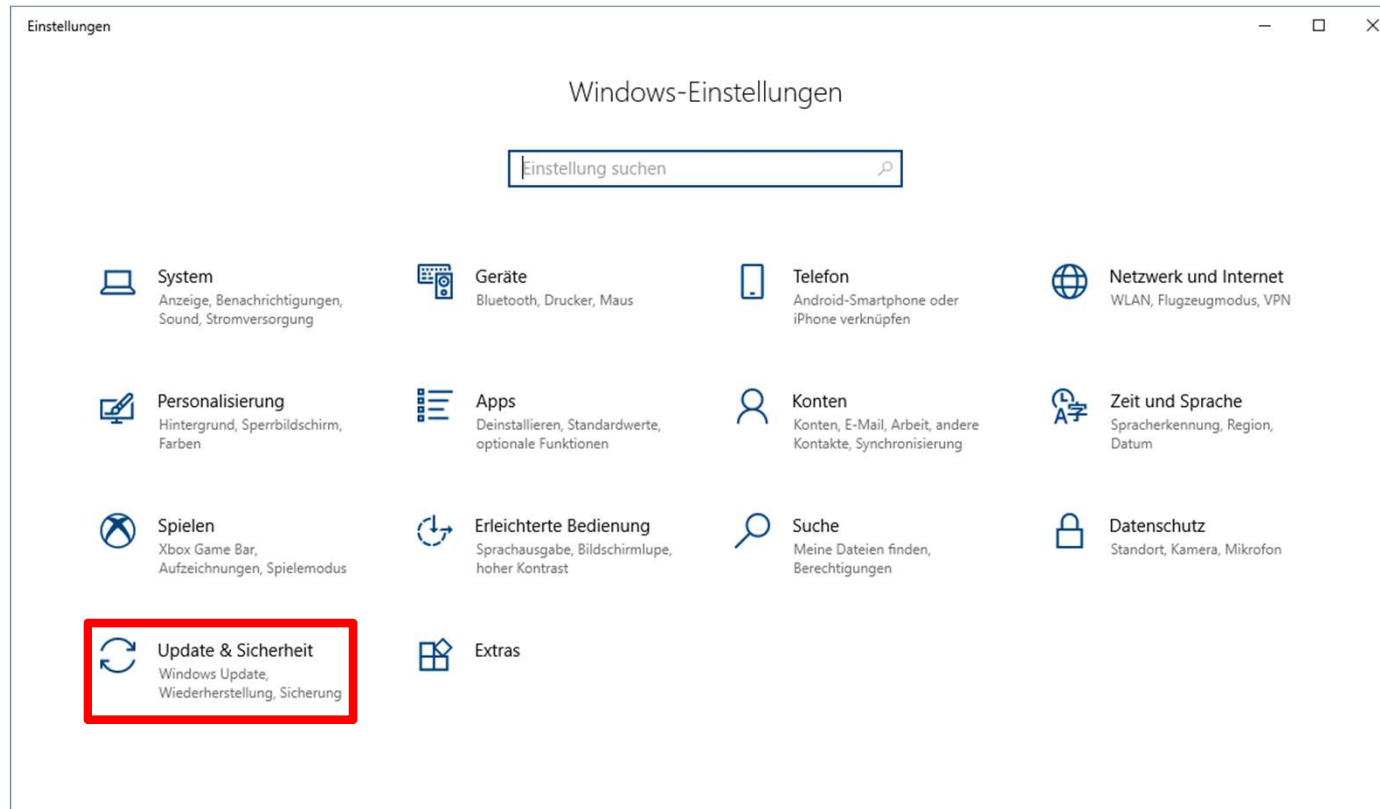 Einstellungen
Windows-Einstellungen
Einstellung suchen
System
Anzeige, Benachrichtigungen,
Sound, Stromversorgung
Geräte
Bluetooth, Drucker, Maus
Telefon
Android-Smartphone oder
iPhone verknüpfen
Netzwerk und Internet
WLAN, Flugzeugmodus, VPN
Personalisierung
Hintergrund, Sperrbildschirm,
Farben
Apps
Deinstallieren, Standardwerte,
optionale Funktionen
Konten
Konten, E-Mail, Arbeit, andere
Kontakte, Synchronisierung
Zeit und Sprache
Spracherkennung, Region,
Datum
Spielen
Xbox Game Bar,
Aufzeichnungen, Spielemodus
Erleichterte Bedienung
Sprachausgabe, Bildschirmlupe,
hoher Kontrast
Suche
Meine Dateien finden,
Berechtigungen
Datenschutz
Standort, Kamera, Mikrofon
Update & Sicherheit
Windows Update,
Wiederherstellung, Sicherung
Extras